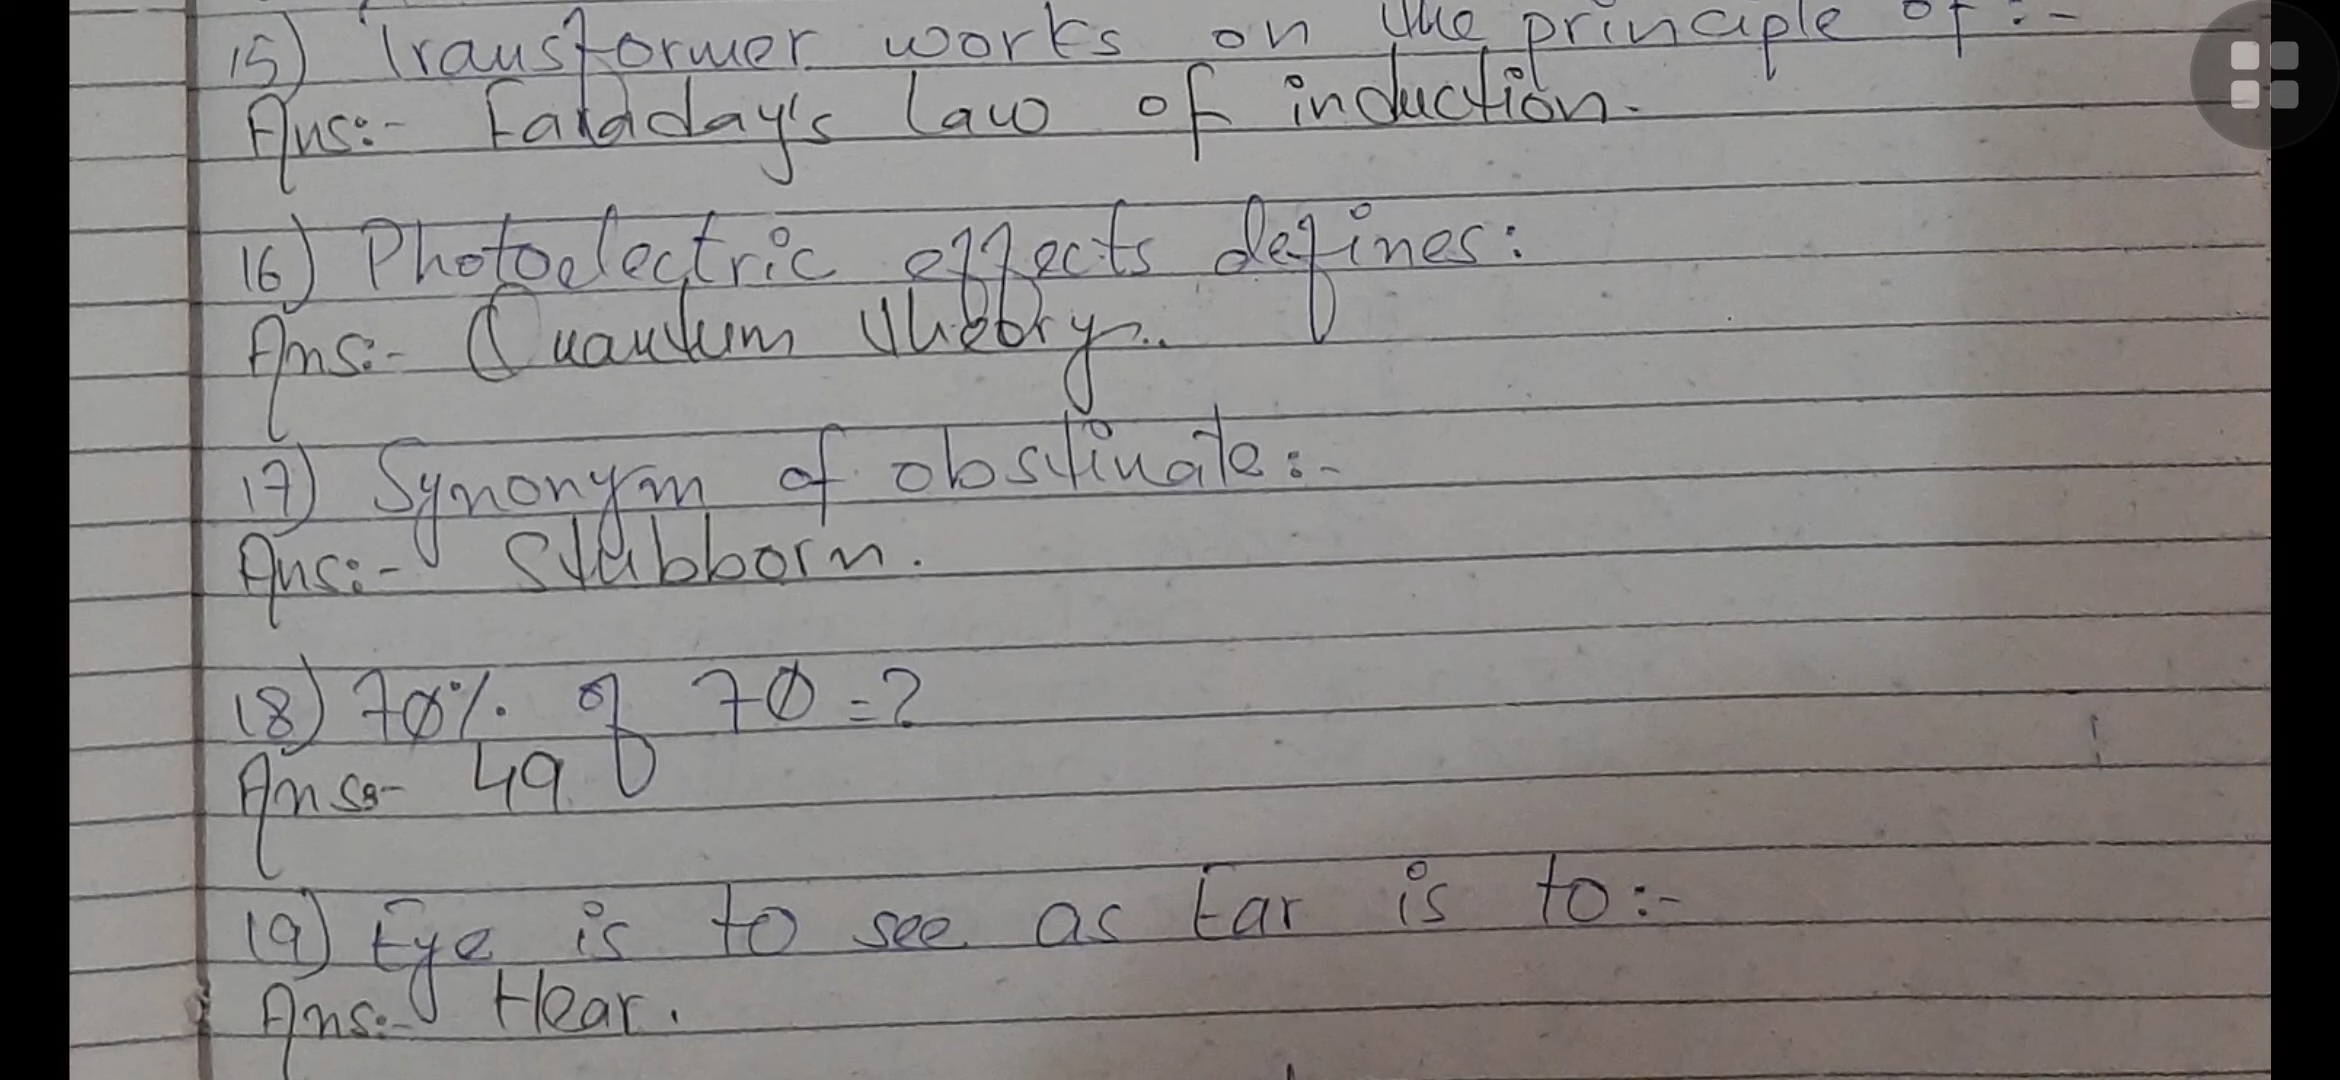 15) Transformer works on the principle of :-
Ans:- Faraday's law of induction.
16) Photoelectric effects defines:
Ans:- Quantum theory..
17) Synonym of obstinate:-
Ans:- Stubborn.
18) 70% of 70 = ?
Ans:- 49
19) Eye is to see as Ear is to:-
Ans:- Hear.